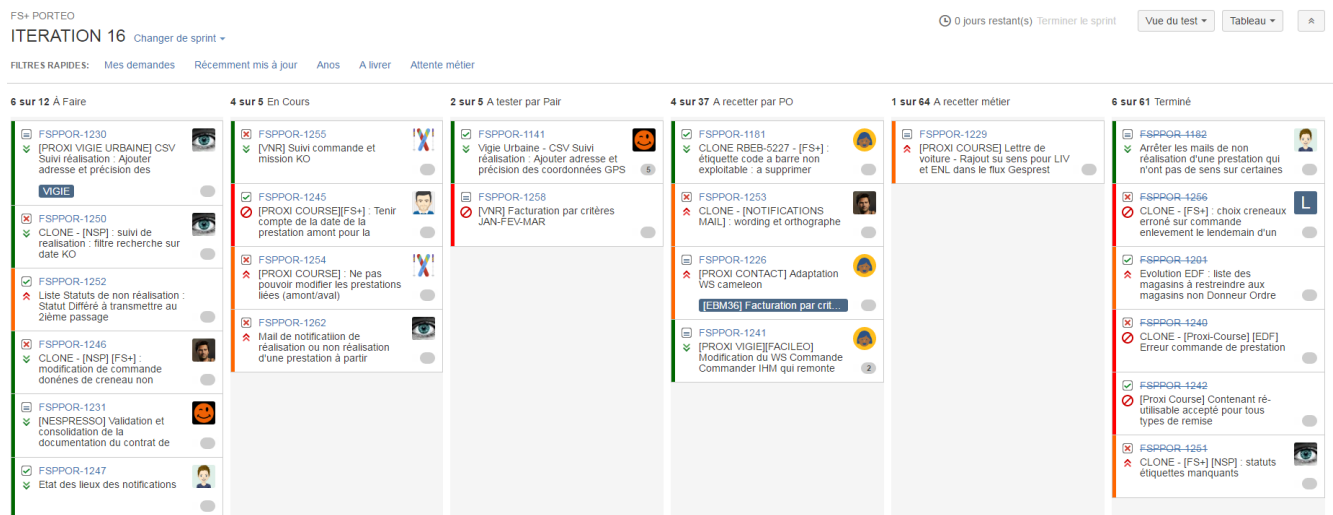 FS+ PORTEO
ITERATION 16 Changer de sprint
0 jours restant(s) Terminer le sprint
Vue du test
Tableau
FILTRES RAPIDES: Mes demandes Récemment mis à jour Anos A livrer Attente métier
6 sur 12 À Faire
4 sur 5 En Cours
2 sur 5 A tester par Pair
4 sur 37 A recetter par PO
1 sur 64 A recetter métier
6 sur 61 Terminé
FSPPOR-1230
[PROXI VIGIE URBAINE] CSV
Suivi réalisation : Ajouter
adresse et précision des
VIGIE
FSPPOR-1250
CLONE - [NSP] : suivi de
realisation : filtre recherche sur
date KO
FSPPOR-1252
Liste Statuts de non réalisation :
Statut Différé à transmettre au
2ième passage
FSPPOR-1246
CLONE - [NSP] [FS+] :
modification de commande
donénes de creneau non
FSPPOR-1231
[NESPRESSO] Validation et
consolidation de la
documentation du contrat de
FSPPOR-1247
Etat des lieux des notifications
FSPPOR-1255
[VNR] Suivi commande et
mission KO
FSPPOR-1245
[PROXI COURSE][FS+] : Tenir
compte de la date de la
prestation amont pour la
FSPPOR-1254
[PROXI COURSE] : Ne pas
pouvoir modifier les prestations
liées (amont/aval)
FSPPOR-1262
Mail de notificatiion de
réalisation ou non réalisation
d'une prestation à partir
FSPPOR-1141
Vigie Urbaine - CSV Suivi
réalisation : Ajouter adresse et
précision des coordonnées GPS
5
FSPPOR-1258
[VNR] Facturation par critères
JAN-FEV-MAR
FSPPOR-1181
CLONE RBEB-5227 - [FS+] :
étiquette code a barre non
exploitable : a supprimer
FSPPOR-1253
CLONE - [NOTIFICATIONS
MAIL] : wording et orthographe
FSPPOR-1226
[PROXI CONTACT] Adaptation
WS cameleon
[EBM36] Facturation par crit...
FSPPOR-1241
[PROXI VIGIE][FACILEO]
Modification du WS Commande
Commander IHM qui remonte
2
FSPPOR-1229
[PROXI COURSE] Lettre de
voiture - Rajout su sens pour LIV
et ENL dans le flux Gesprest
FSPPOR-1182
Arrêter les mails de non
réalisation d'une prestation qui
n'ont pas de sens sur certaines
FSPPOR-1256
L
CLONE - [FS+] : choix creneaux
erroné sur commande
enlevement le lendemain d'un
FSPPOR-1201
Evolution EDF : liste des
magasins à restreindre aux
magasins non Donneur Ordre
FSPPOR-1240
CLONE - [Proxi-Course] [EDF]
Erreur commande de prestation
FSPPOR-1242
[Proxi Course] Contenant ré-
utilisable accepté pour tous
types de remise
FSPPOR-1251
CLONE - [FS+] [NSP] : statuts
étiquettes manquants